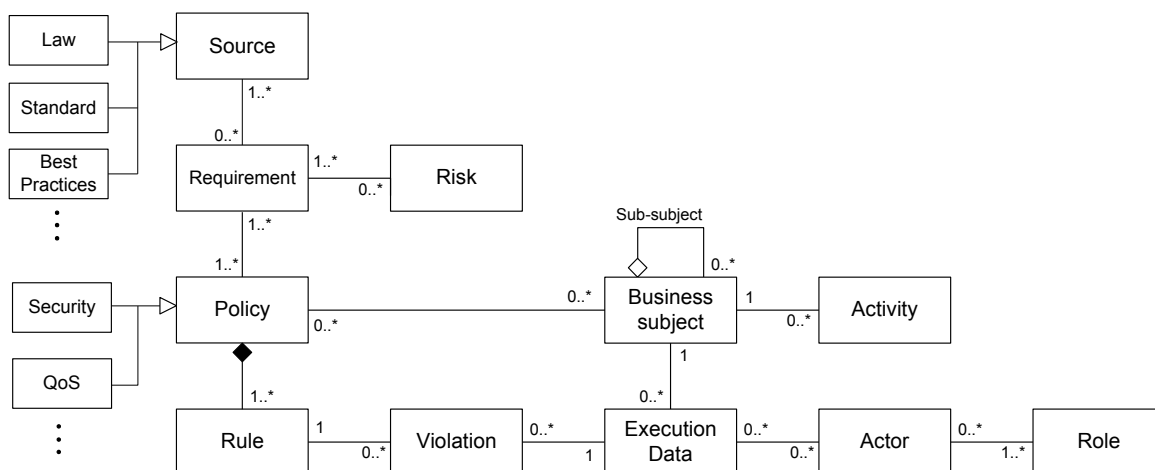 Law
Source
1..*
Standard
0..*
Best
Practices
Requirement
1..*
0..*
Risk
1..*
Sub-subject
1..*
0..*
Security
Policy
0..*
0..*
Business
subject
1
0..*
Activity
1
QoS
1..*
0..*
Rule
1
0..*
Violation
0..*
1
Execution
Data
0..*
0..*
Actor
0..*
1..*
Role